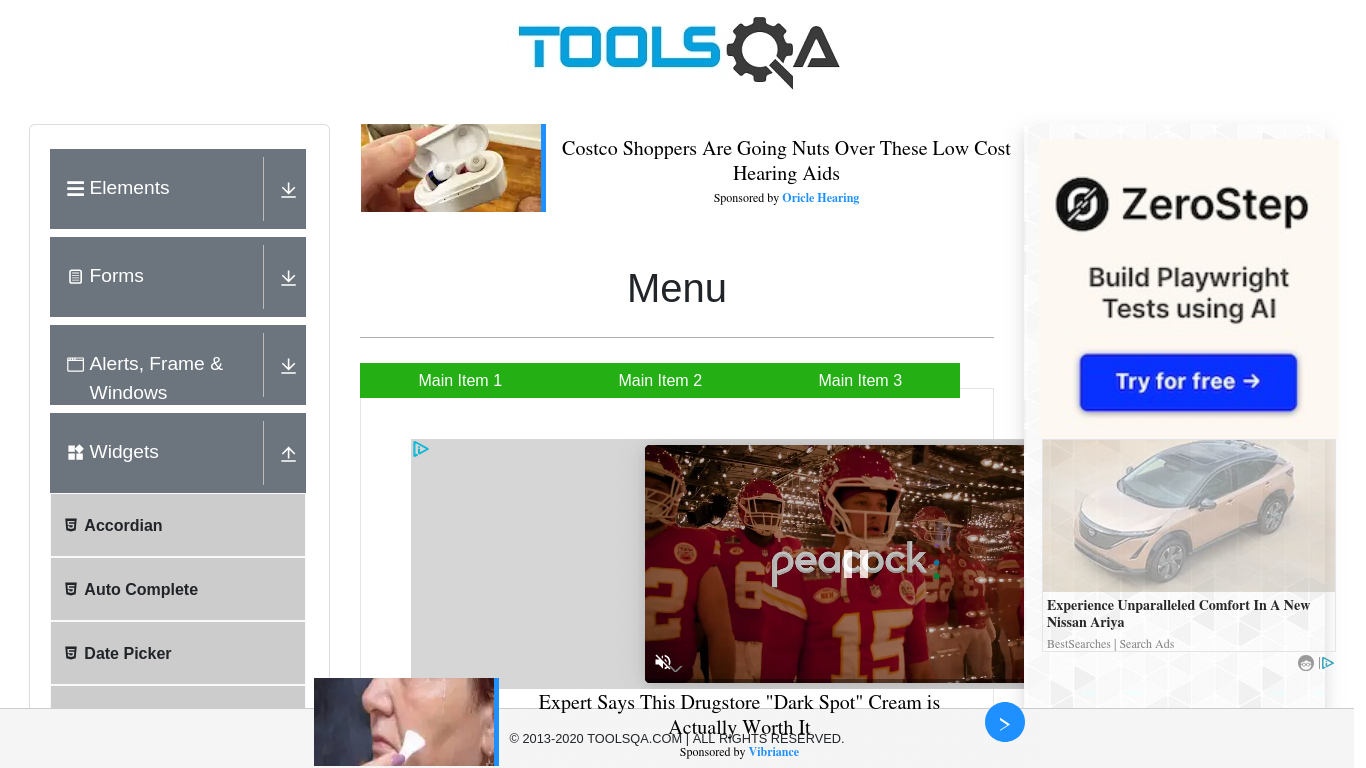 TOOLSQA
Elements
Forms
Alerts, Frame &
Windows
Widgets
Accordian
Auto Complete
Date Picker
Costco Shoppers Are Going Nuts Over These Low Cost
Hearing Aids
Sponsored by Oricle Hearing
Menu
Main Item 1
Main Item 2
Main Item 3
peacock
ZeroStep
Build Playwright
Tests using AI
Try for free →
Experience Unparalleled Comfort In A New
Nissan Ariya
BestSearches | Search Ads
Expert Says This Drugstore "Dark Spot" Cream is
Actually Worth It
© 2013-2020 TOOLSQA.COM | ALL RIGHTS RESERVED.
Sponsored by Vibriance